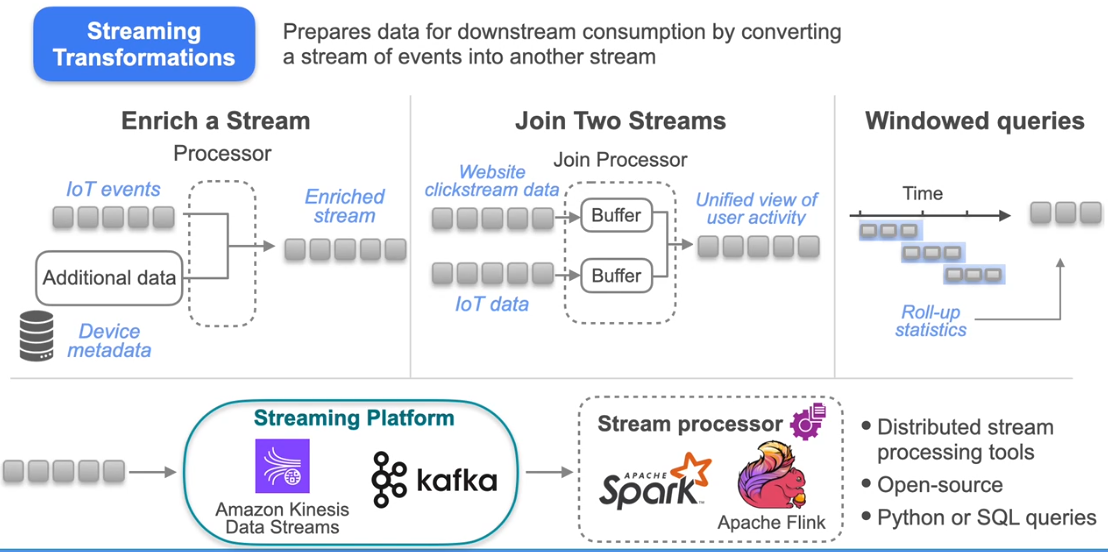 Streaming
Transformations
Prepares data for downstream consumption by converting
a stream of events into another stream
Enrich a Stream
Processor
IoT events
Enriched
stream
Additional data
Device
metadata
Join Two Streams
Join Processor
Website
clickstream data
Buffer
Unified view of
user activity
Buffer
IoT data
Windowed queries
Time
Roll-up
statistics
Streaming Platform
Amazon Kinesis
Data Streams
kafka
Stream processor
APACHE
Spark™
Apache Flink
• Distributed stream
processing tools
• Open-source
• Python or SQL queries